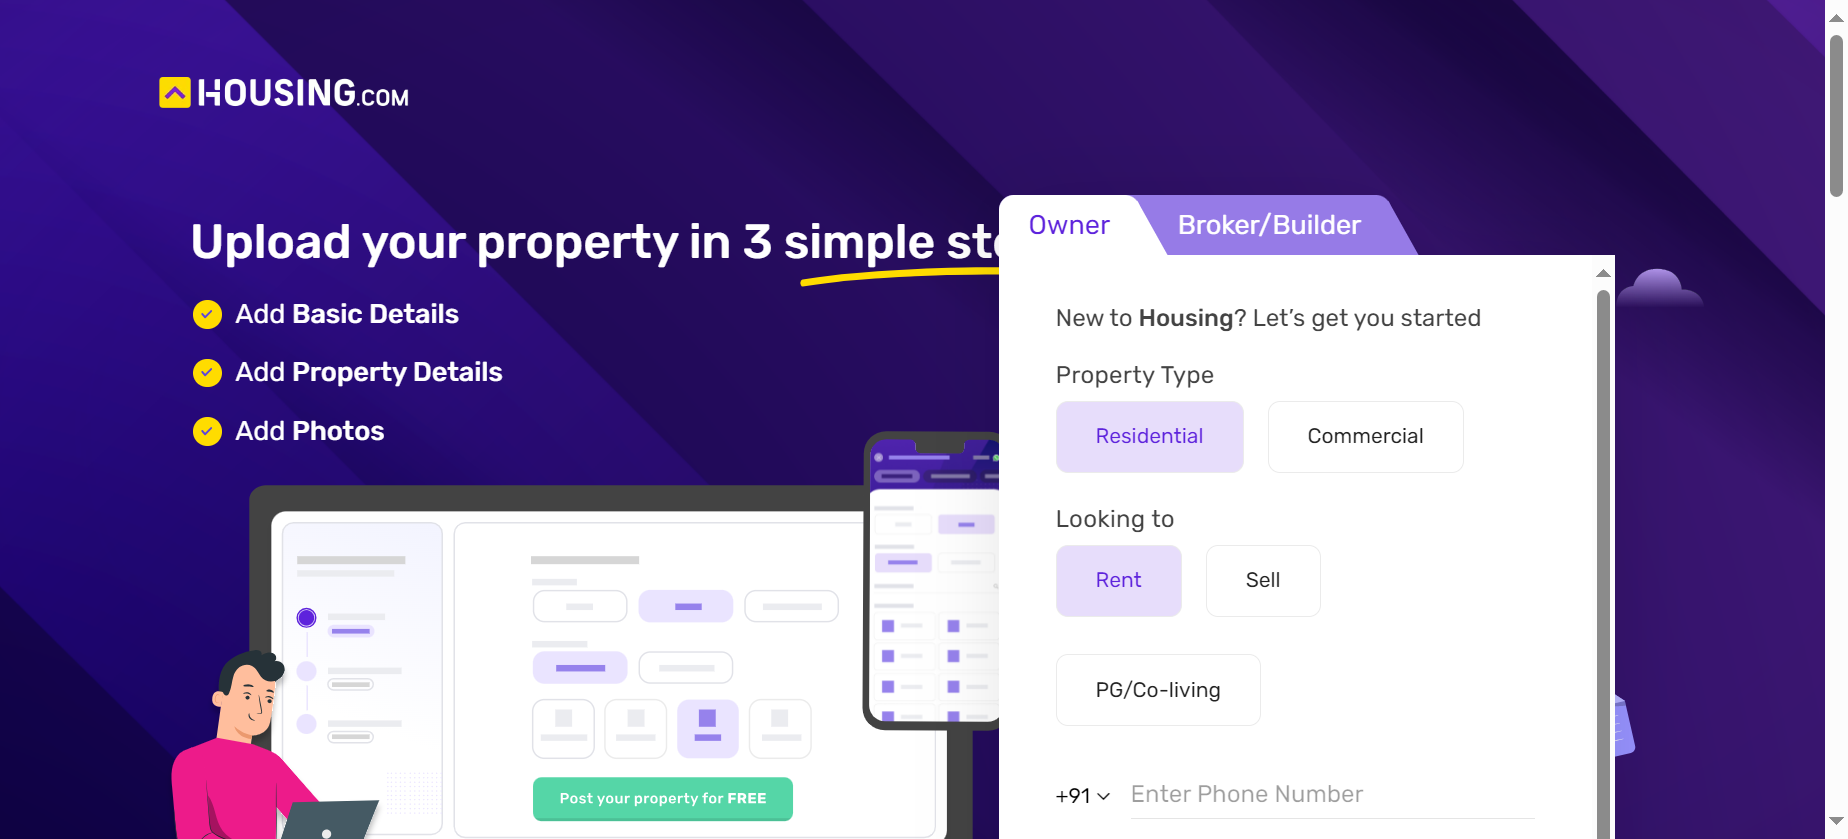 HOUSING.COM
Upload your property in 3 simple
Add Basic Details
Add Property Details
Add Photos
Post your property for FREE
Owner
Broker/Builder
New to Housing? Let's get you started
Property Type
Residential
Commercial
Looking to
Rent
Sell
PG/Co-living
+91
Enter Phone Number